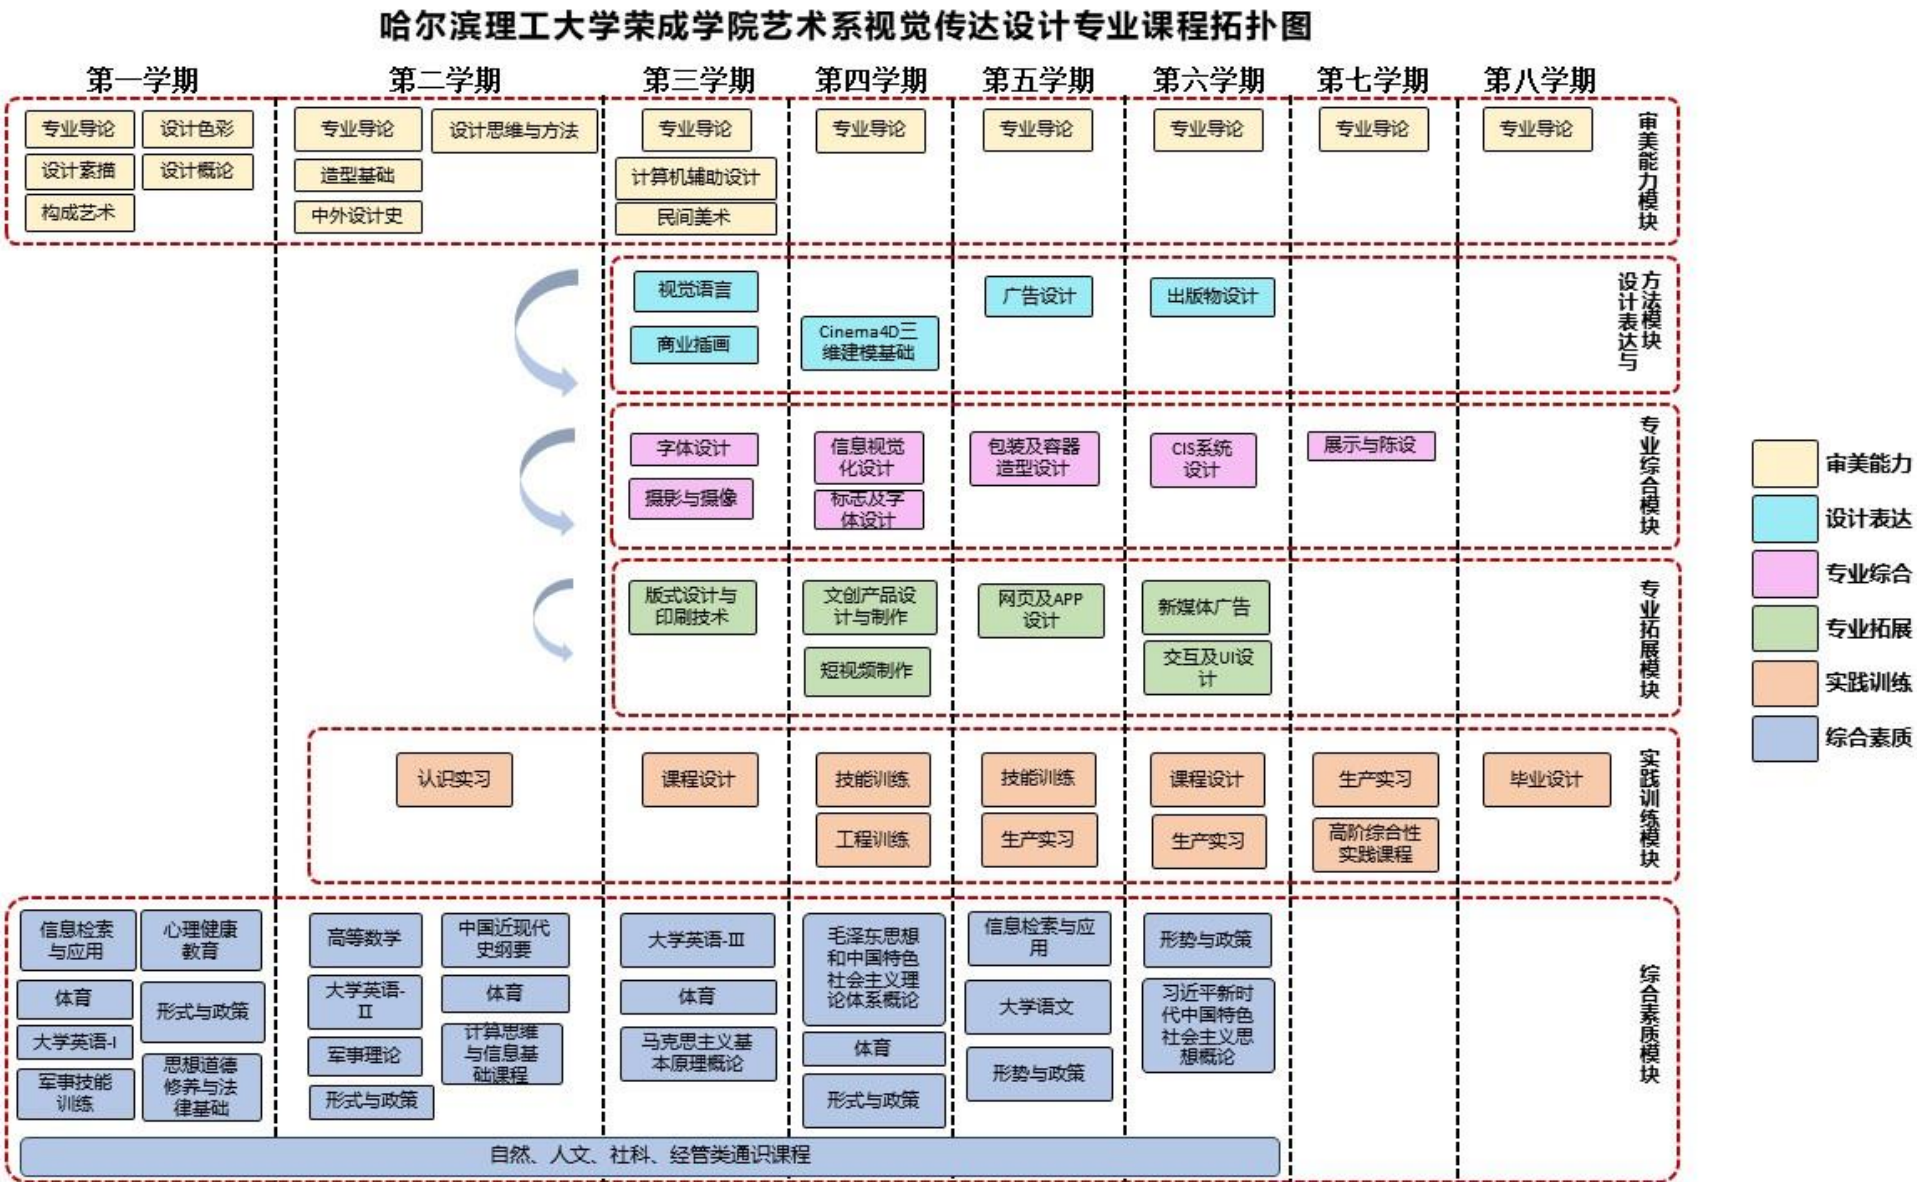 哈尔滨理工大学荣成学院艺术系视觉传达设计专业课程拓扑图
第一学期
第二学期
第三学期
第四学期
第五学期
第六学期
第七学期
第八学期
专业导论
设计色彩
设计素描
设计概论
构成艺术
专业导论
设计思维与方法
造型基础
中外设计史
专业导论
计算机辅助设计
民间美术
专业导论
专业导论
专业导论
专业导论
专业导论
审美能力模块
视觉语言
商业插画
Cinema4D三
维建模基础
广告设计
出版物设计
设计表达与
方法模块
字体设计
摄影与摄像
信息视觉
化设计
标志及字
体设计
包装及容器
造型设计
CIS系统
设计
展示与陈设
专业综合模块
版式设计与
印刷技术
文创产品设
计与制作
短视频制作
网页及APP
设计
新媒体广告
交互及UI设
计
专业拓展模块
认识实习
课程设计
技能训练
工程训练
技能训练
生产实习
课程设计
生产实习
生产实习
高阶综合性
实践课程
毕业设计
实践训练模块
信息检索
与应用
心理健康
教育
体育
形式与政策
大学英语-I
军事技能
训练
思想道德
修养与法
律基础
高等数学
中国近现代
史纲要
大学英语-
II
体育
军事理论
计算思维
与信息基
础课程
形式与政策
大学英语-III
体育
马克思主义基
本原理概论
毛泽东思想
和中国特色
社会主义理
论体系概论
体育
形式与政策
信息检索与应
用
大学语文
形势与政策
形势与政策
习近平新时
代中国特色
社会主义思
想概论
综合素质模块
自然、人文、社科、经管类通识课程
审美能力
设计表达
专业综合
专业拓展
实践训练
综合素质